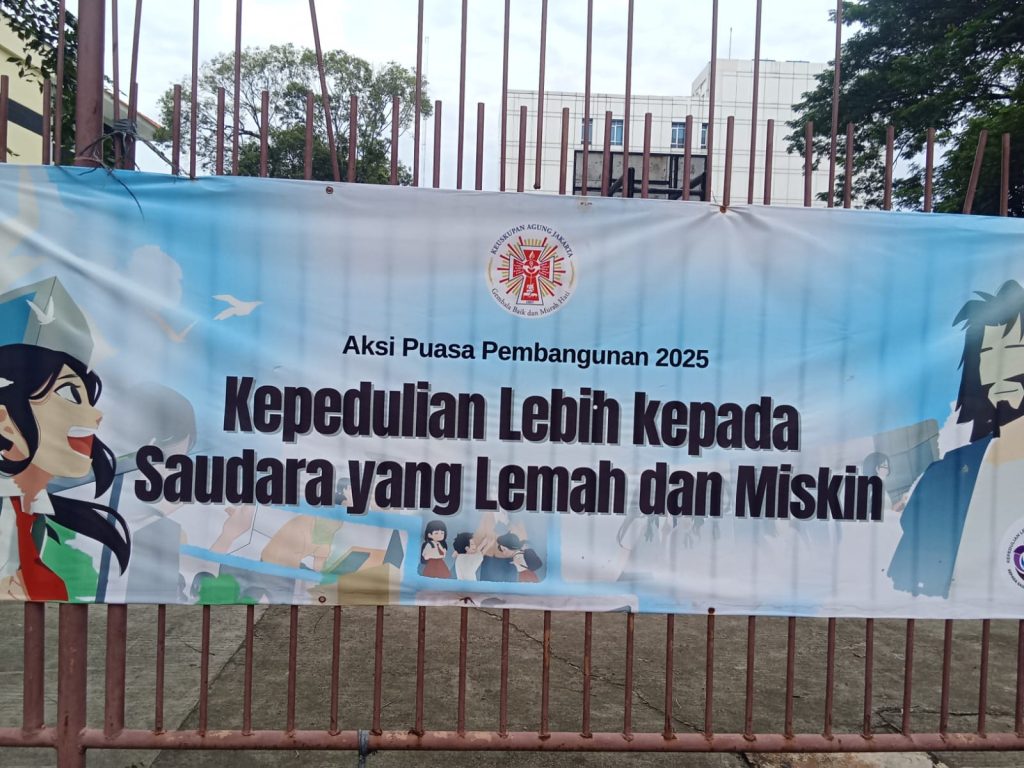 KEUSKUPAN AGUNG JAKARTA
Gembala Baik dan Murah Hati
Aksi Puasa Pembangunan 2025
Kepedulian Lebih kepada
Saudara yang Lemah dan Miskin